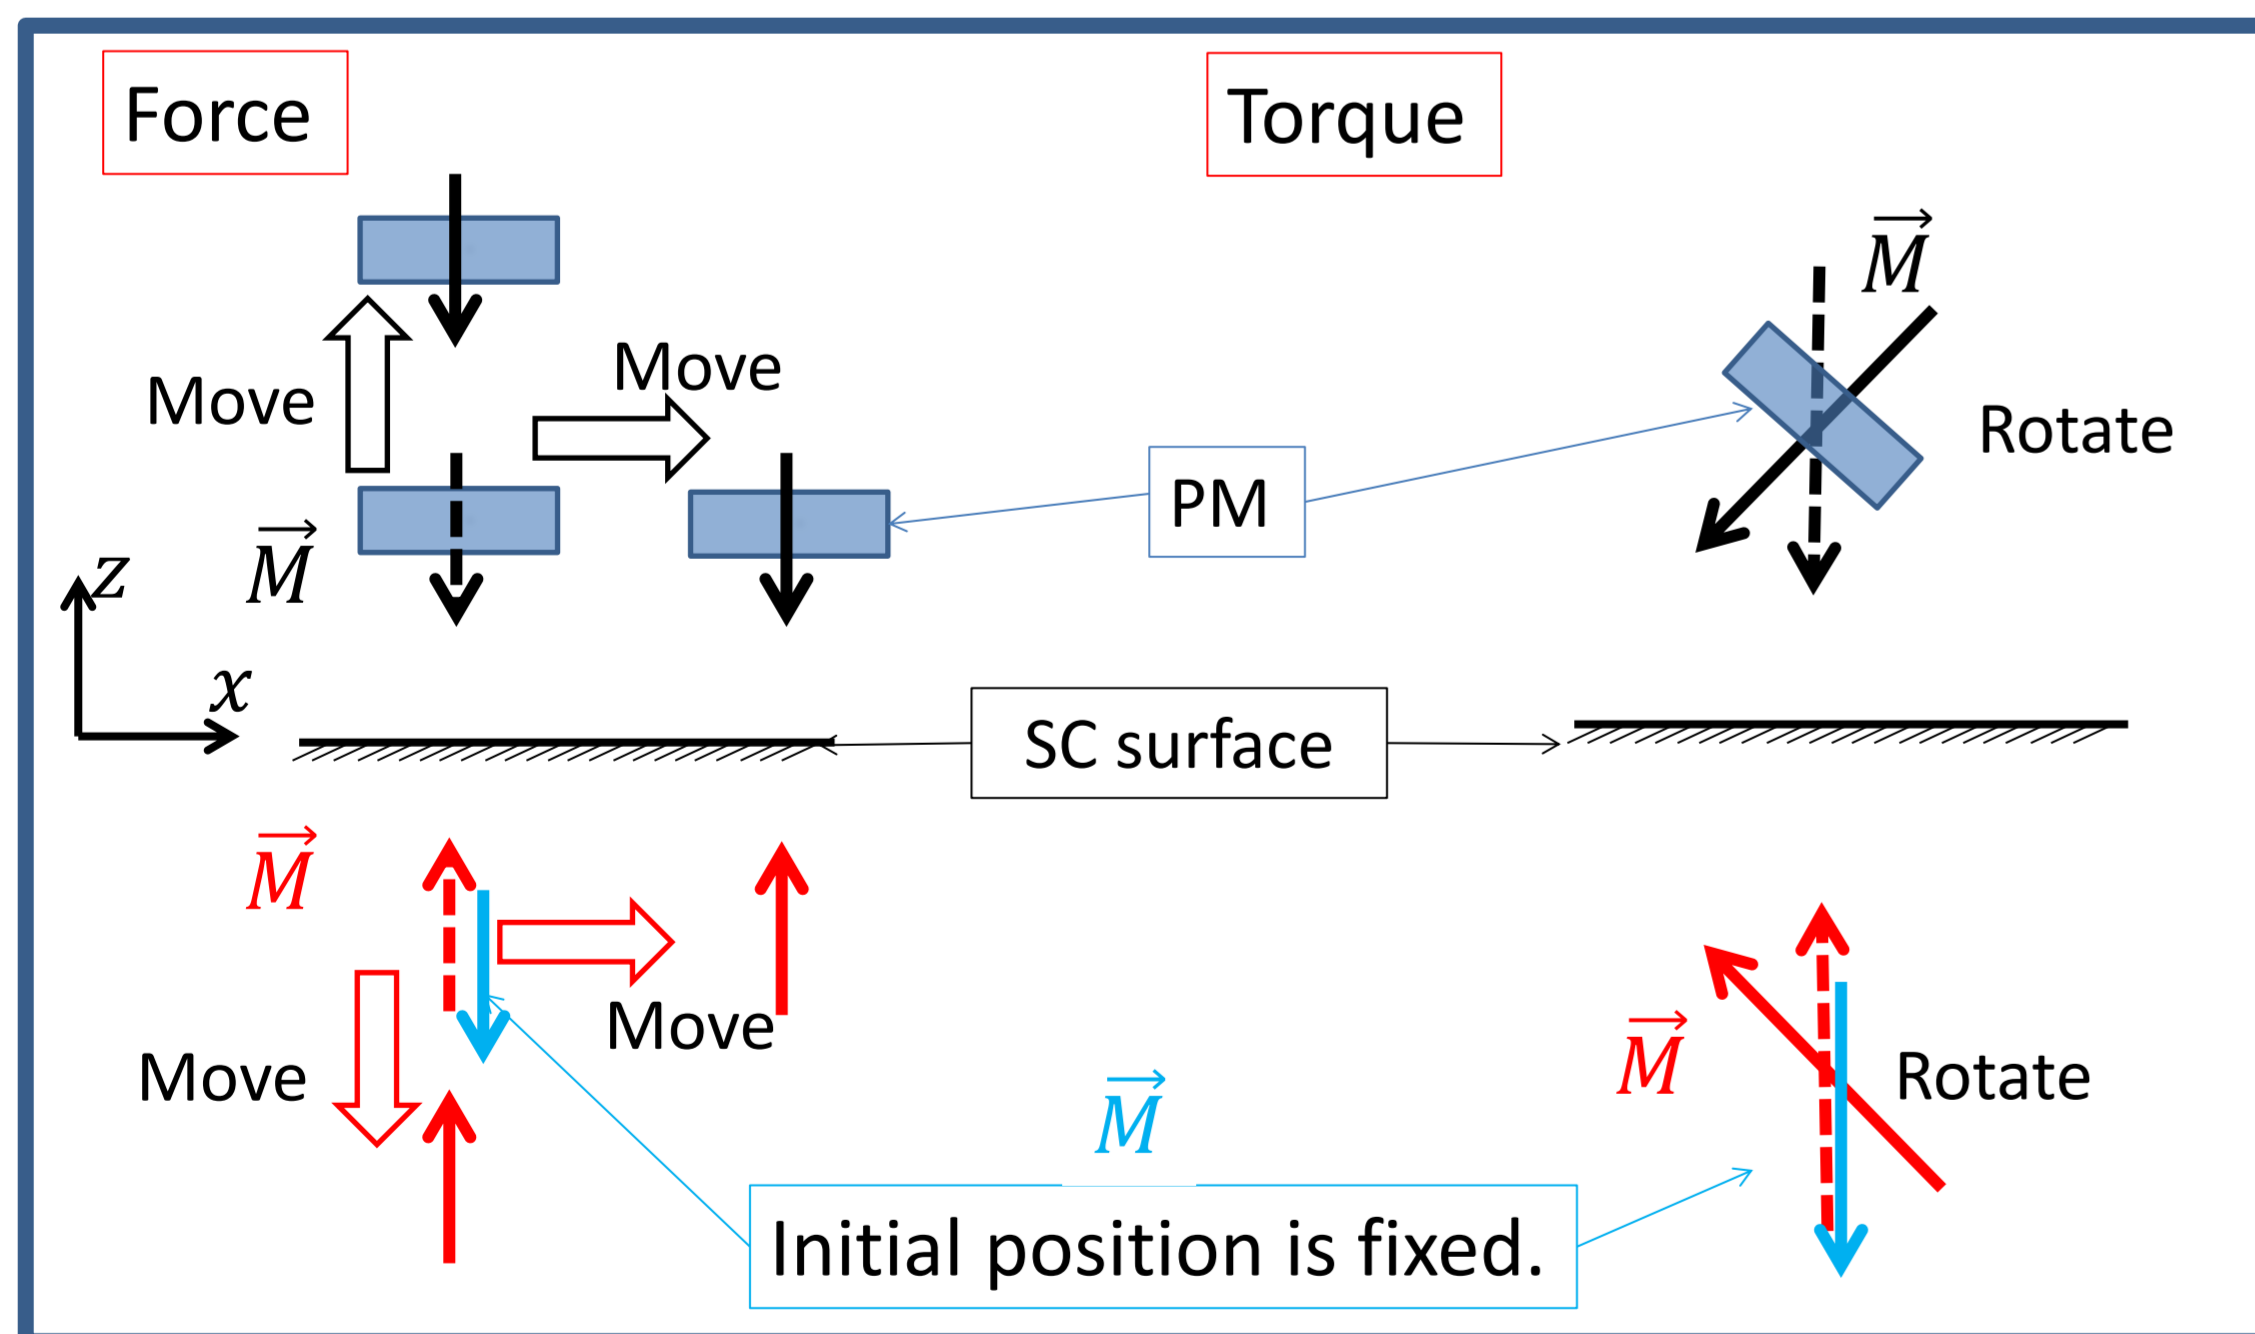 Force
Torque
M⃗
Move
Move
Rotate
PM
M⃗
z
x
SC surface
M⃗
Move
M⃗
Rotate
Move
M⃗
Initial position is fixed.